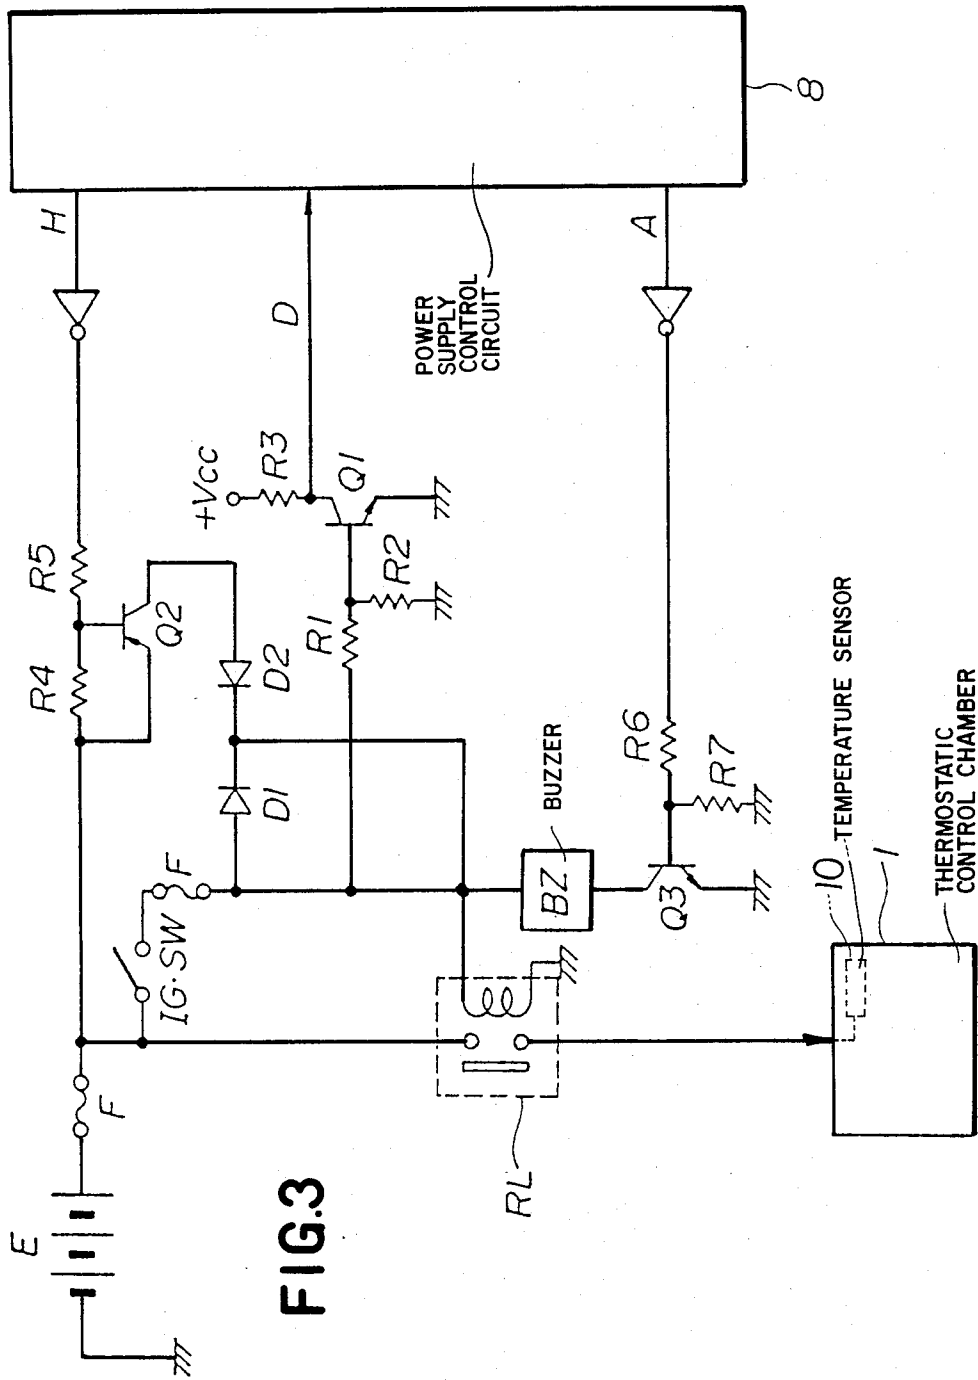 FIG.3
E
F
IG·SW
F
R4
R5
Q2
H
D1
D2
R1
R2
+Vcc
R3
Q1
D
POWER
SUPPLY
CONTROL
CIRCUIT
8
RL
BUZZER
BZ
Q3
R6
R7
A
10
TEMPERATURE SENSOR
1
THERMOSTATIC
CONTROL CHAMBER